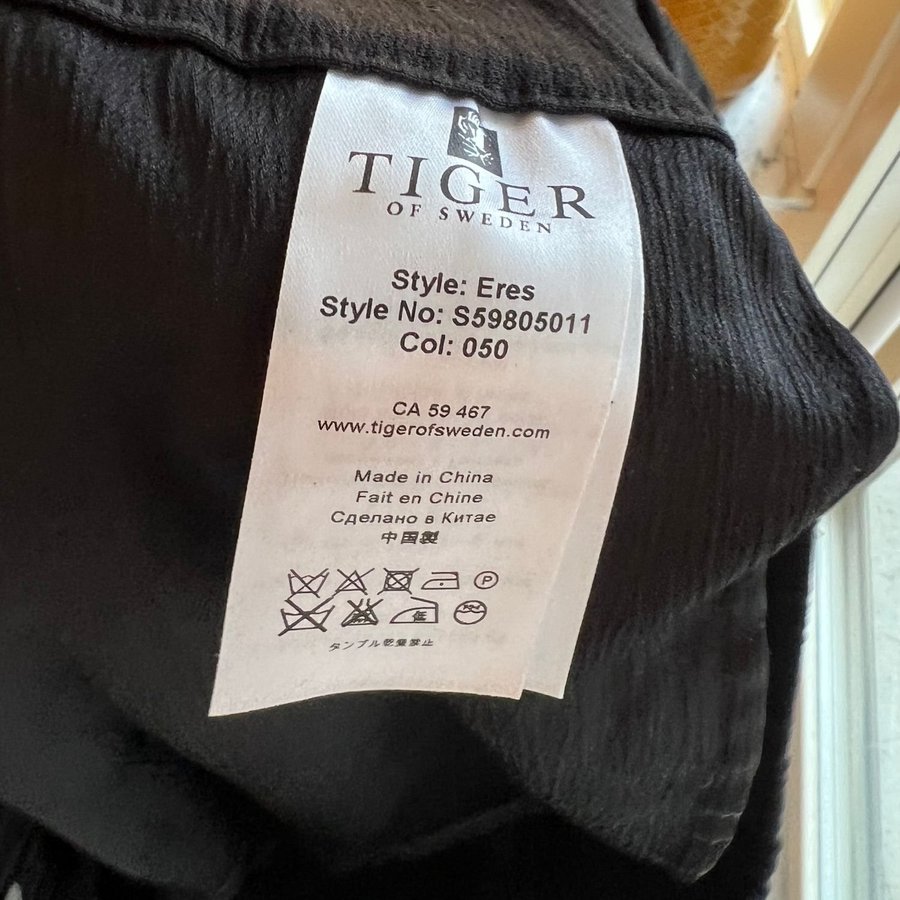 TIGER
OF SWEDEN
Style: Eres
Style No: S59805011
Col: 050
CA 59 467
www.tigerofsweden.com
Made in China
Fait en Chine
Сделано в Китае
中国製
P
低
タンブル乾燥禁止